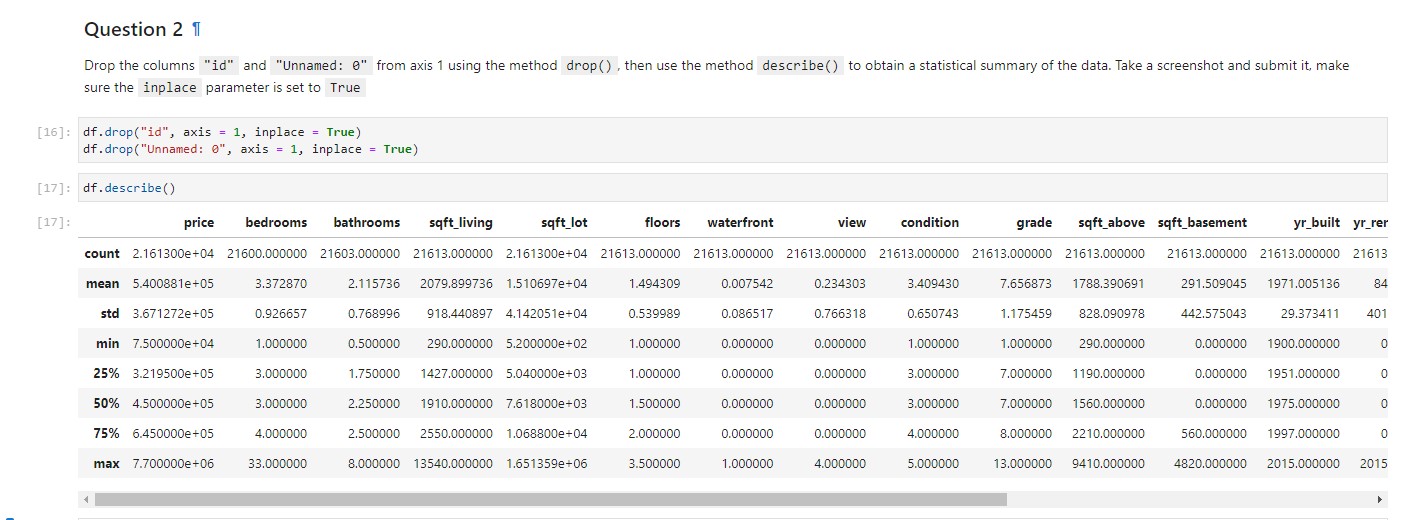 Question 2 ¶
Drop the columns "id" and "Unnamed: 0" from axis 1 using the method drop(), then use the method describe() to obtain a statistical summary of the data. Take a screenshot and submit it, make
sure the inplace parameter is set to True
[16]: df.drop("id", axis = 1, inplace = True)
df.drop("Unnamed: 0", axis = 1, inplace = True)
[17]: df.describe()
[17]: price bedrooms bathrooms sqft_living sqft_lot floors waterfront view condition grade sqft_above sqft_basement yr_built yr_rer
count 2.161300e+04 21600.000000 21603.000000 21613.000000 2.161300e+04 21613.000000 21613.000000 21613.000000 21613.000000 21613.000000 21613.000000 21613.000000 21613.000000 21613
mean 5.400881e+05 3.372870 2.115736 2079.899736 1.510697e+04 1.494309 0.007542 0.234303 3.409430 7.656873 1788.390691 291.509045 1971.005136 84
std 3.671272e+05 0.926657 0.768996 918.440897 4.142051e+04 0.539989 0.086517 0.766318 0.650743 1.175459 828.090978 442.575043 29.373411 401
min 7.500000e+04 1.000000 0.500000 290.000000 5.200000e+02 1.000000 0.000000 0.000000 1.000000 1.000000 290.000000 0.000000 1900.000000 0
25% 3.219500e+05 3.000000 1.750000 1427.000000 5.040000e+03 1.000000 0.000000 0.000000 3.000000 7.000000 1190.000000 0.000000 1951.000000 0
50% 4.500000e+05 3.000000 2.250000 1910.000000 7.618000e+03 1.500000 0.000000 0.000000 3.000000 7.000000 1560.000000 0.000000 1975.000000 0
75% 6.450000e+05 4.000000 2.500000 2550.000000 1.068800e+04 2.000000 0.000000 0.000000 4.000000 8.000000 2210.000000 560.000000 1997.000000 0
max 7.700000e+06 33.000000 8.000000 13540.000000 1.651359e+06 3.500000 1.000000 4.000000 5.000000 13.000000 9410.000000 4820.000000 2015.000000 2015